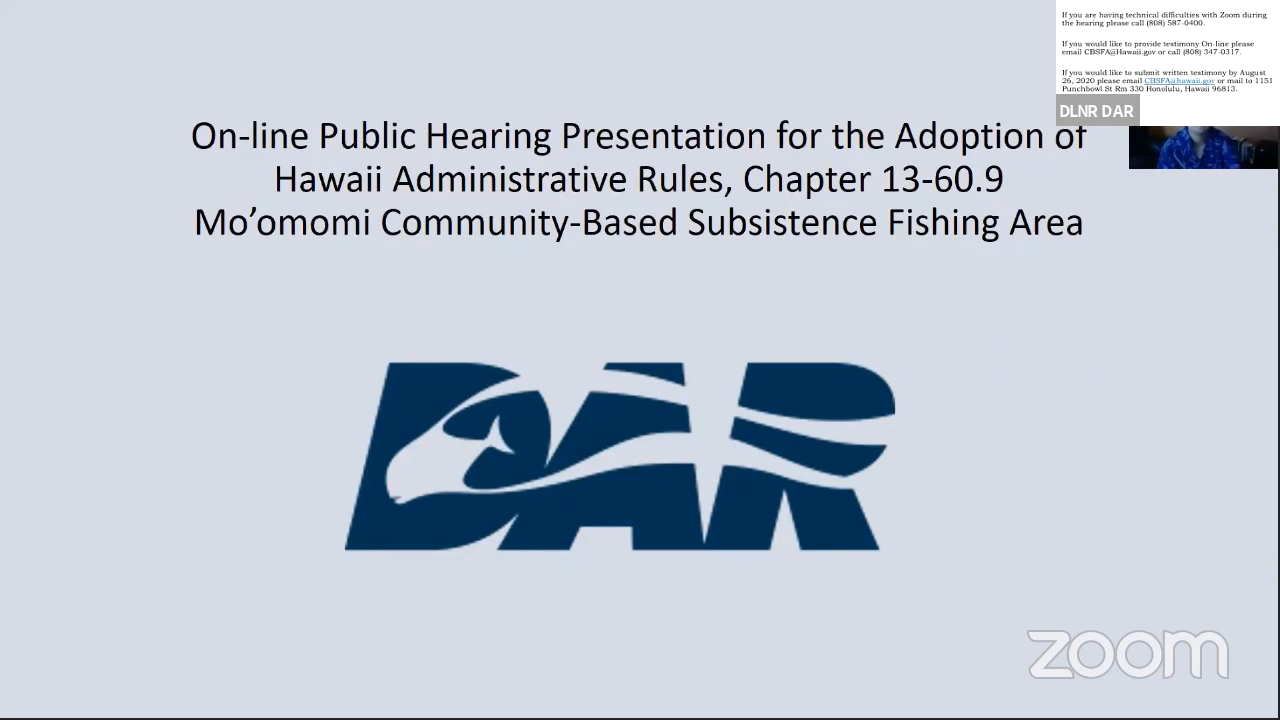 If you are having technical difficulties with Zoom during
the hearing please call (808) 587-0400.
If you would like to provide testimony On-line please
email CBSFA@Hawaii.gov or call (808) 347-0317.
If you would like to submit written testimony by August
26, 2020 please email CBSFA@hawaii.gov or mail to 1151
Punchbowl St Rm 330 Honolulu, Hawaii 96813.
DLNR DAR
On-line Public Hearing Presentation for the Adoption of
Hawaii Administrative Rules, Chapter 13-60.9
Mo’omomi Community-Based Subsistence Fishing Area
DAR
zoom